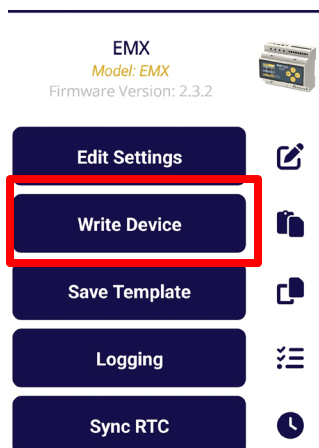 EMX
Model: EMX
Firmware Version: 2.3.2
Edit Settings
Write Device
Save Template
Logging
Sync RTC